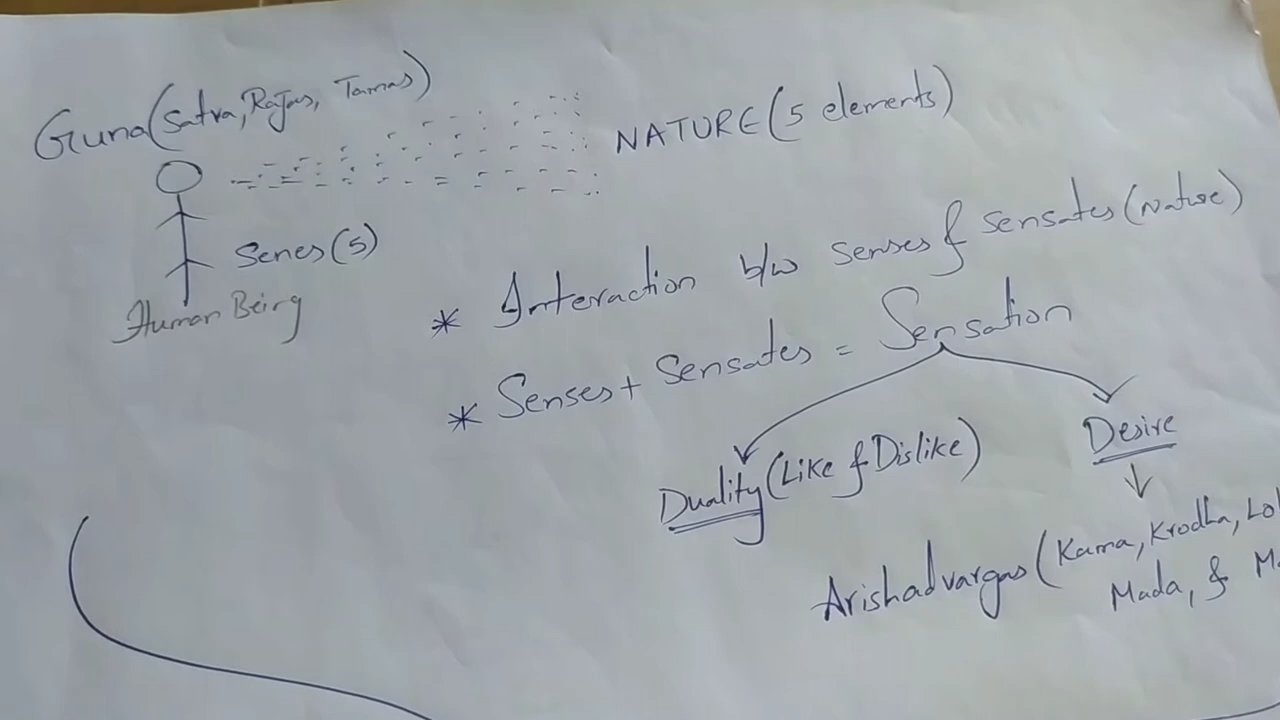 Guna (Satva, Rajas, Tamas)
NATURE (5 elements)
Senes (5)
Human Being
* Interaction b/w senses & sensates (nature)
* Senses + Sensates = Sensation
Duality (Like & Dislike)
Desire
Arishadvargas (Kama, Krodha,
Mada, &